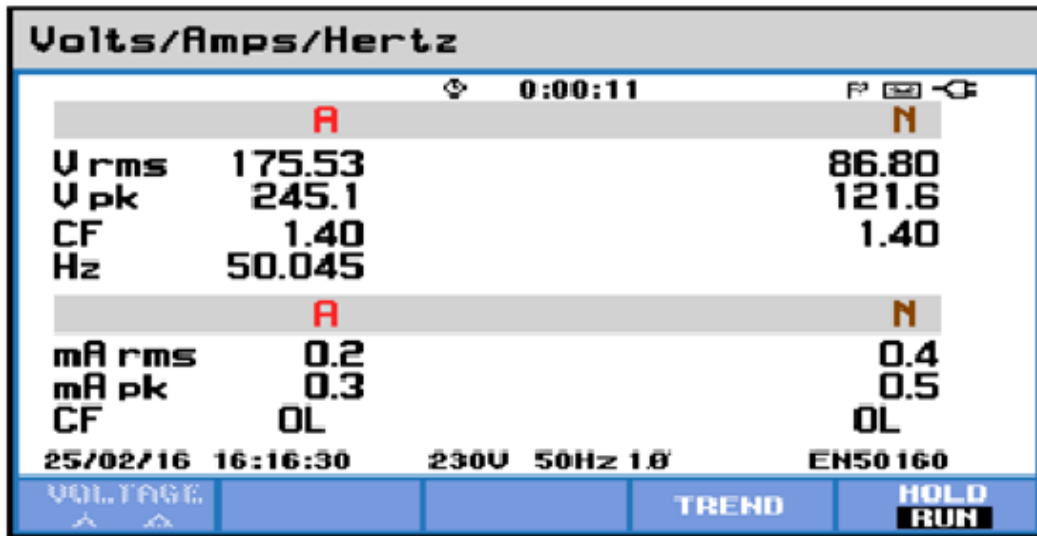 Volts/Amps/Hertz
0:00:11
A N
V rms 175.53 86.80
V pk 245.1 121.6
CF 1.40 1.40
Hz 50.045
A N
mA rms 0.2 0.4
mA pk 0.3 0.5
CF OL OL
25/02/16 16:16:30 230V 50Hz 1.Ø EN50160
VOLTAGE TREND HOLD
RUN